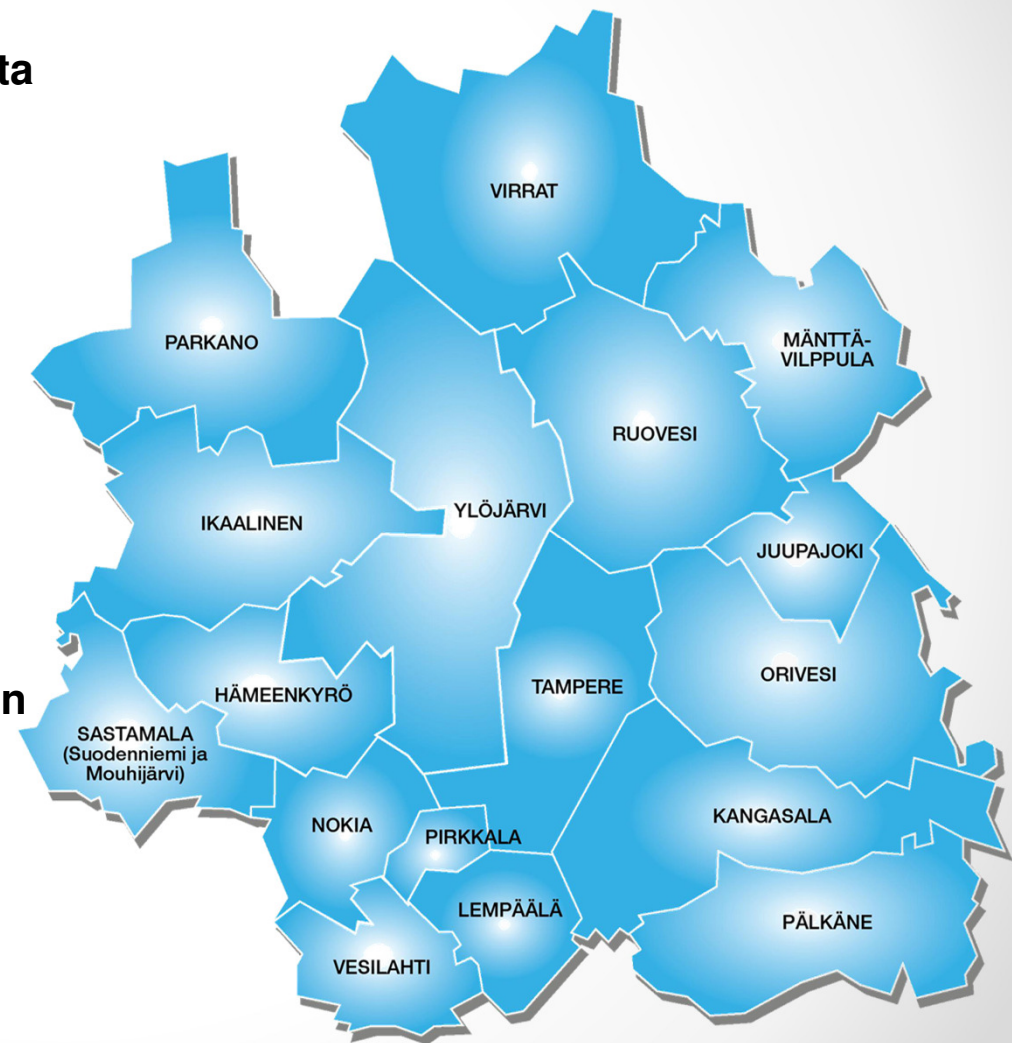 ta
VIRRAT
PARKANO
MÄNTTÄ-
VILPPULA
RUOVESI
YLÖJÄRVI
IKAALINEN
JUUPAJOKI
ORIVESI
TAMPERE
HÄMEENKYRÖ
n
SASTAMALA
(Suodenniemi ja
Mouhijärvi)
KANGASALA
NOKIA
PIRKKALA
LEMPÄÄLÄ
PÄLKÄNE
VESILAHTI